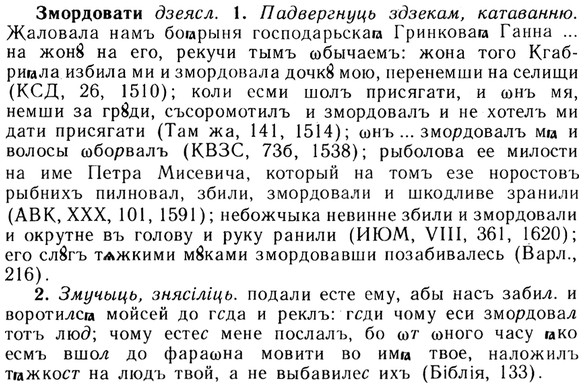 Змордовати дзеясл. 1. Падвергнуць здзекам, катаванню.
Жаловала намъ боꙗрыня господарьскаꙗ Гринковаꙗ Ганна ...
на жонꙋ на его, рекучи тымъ ѡбычаемъ: жона того Кгаб-
риꙗла избила ми и змордовала дочкꙋ мою, перенемши на селищи
(КСД, 26, 1510); коли есми шолъ присягати, и ѡнъ мя,
немши за грꙋди, съсоромотилъ и змордовалъ и не хотелъ ми
дати присягати (Там жа, 141, 1514); ѡнъ ... змордовалъ мꙗ и
волосы ѡборвалъ (КВЗС, 73б, 1538); рыболова ее милости
на име Петра Мисевича, который на томъ езе норостовъ
рыбних пилновал, збили, змордовали и шкодливе зранили
(АВК, XXX, 101, 1591); небожчыка невинне збили и змордовали
и окрутне въ голову и руку ранили (ИЮМ, VIII, 361, 1620);
его слꙋгъ тѧжкими мꙋками змордовавши позабивалесь (Варл.,
216).
2. Змучыць, знясіліць. подали есте ему, абы насъ забил. и
воротилсꙗ мойсей до гсда и реклъ: гсди чому еси змордовал
тотъ люд; чому естес мене послалъ, бо ѡт ѡного часу ꙗко
есмъ вшол до фараѡна мовити во имꙗ твое, наложилъ
тꙗжкост на людъ твой, а не выбавилес ихъ (Біблія, 133).